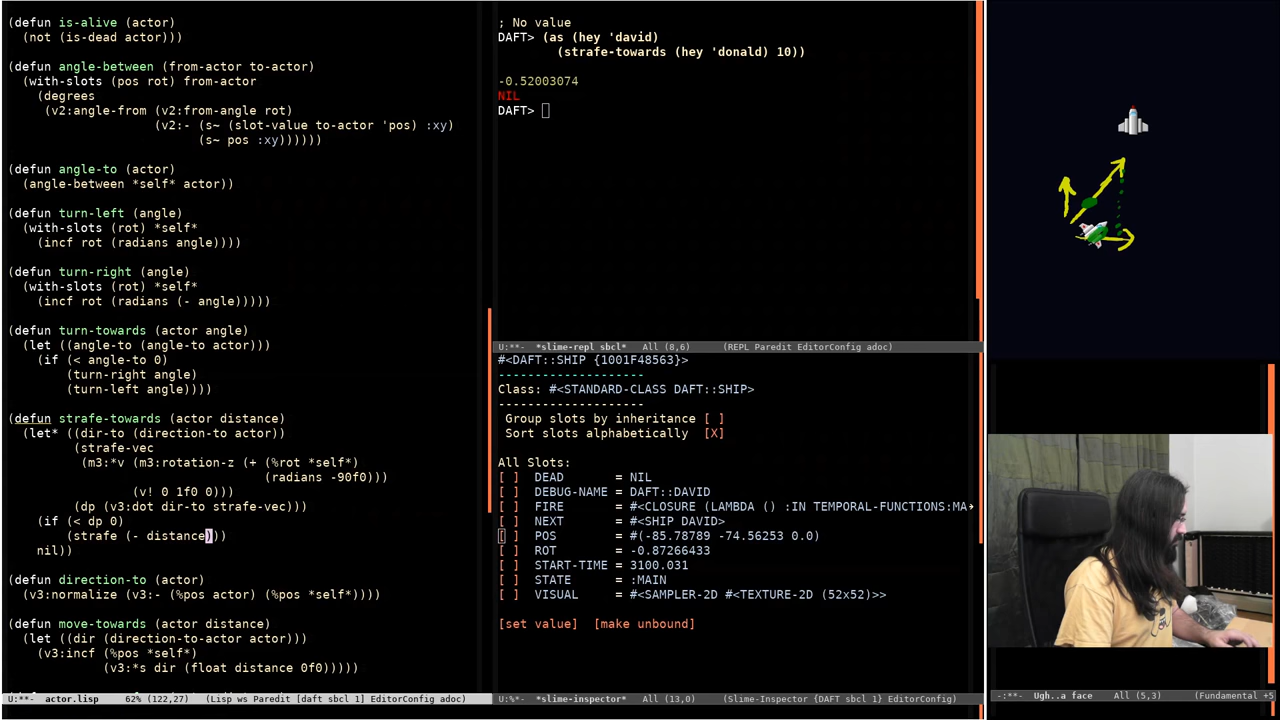 (defun is-alive (actor)
  (not (is-dead actor)))
(defun angle-between (from-actor to-actor)
  (with-slots (pos rot) from-actor
    (degrees
     (v2:angle-from (v2:from-angle rot)
                    (v2:- (s~ (slot-value to-actor 'pos) :xy)
                          (s~ pos :xy))))))
(defun angle-to (actor)
  (angle-between *self* actor))
(defun turn-left (angle)
  (with-slots (rot) *self*
    (incf rot (radians angle))))
(defun turn-right (angle)
  (with-slots (rot) *self*
    (incf rot (radians (- angle)))))
(defun turn-towards (actor angle)
  (let ((angle-to (angle-to actor)))
    (if (< angle-to 0)
        (turn-right angle)
        (turn-left angle))))
(defun strafe-towards (actor distance)
  (let* ((dir-to (direction-to actor))
         (strafe-vec
          (m3:*v (m3:rotation-z (+ (%rot *self*)
                                   (radians -90f0)))
                 (v! 0 1f0 0)))
         (dp (v3:dot dir-to strafe-vec)))
    (if (< dp 0)
        (strafe (- distance)))
    nil))
(defun direction-to (actor)
  (v3:normalize (v3:- (%pos actor) (%pos *self*))))
(defun move-towards (actor distance)
  (let ((dir (direction-to-actor actor)))
    (v3:incf (%pos *self*)
             (v3:*s dir (float distance 0f0)))))
U:**-  actor.lisp     62% (122,27)    (Lisp ws Paredit [daft sbcl 1] EditorConfig adoc)
; No value
DAFT> (as (hey 'david)
        (strafe-towards (hey 'donald) 10))
-0.52003074
NIL
DAFT>
U:**-  *slime-repl sbcl*   All (8,6)      (REPL Paredit EditorConfig adoc)
#<DAFT::SHIP {1001F48563}>
--------------------
Class: #<STANDARD-CLASS DAFT::SHIP>
--------------------
 Group slots by inheritance [ ]
 Sort slots alphabetically  [X]
All Slots:
[ ]  DEAD       = NIL
[ ]  DEBUG-NAME = DAFT::DAVID
[ ]  FIRE       = #<CLOSURE (LAMBDA () :IN TEMPORAL-FUNCTIONS:MA
[ ]  NEXT       = #<SHIP DAVID>
[ ]  POS        = #(-85.78789 -74.56253 0.0)
[ ]  ROT        = -0.87266433
[ ]  START-TIME = 3100.031
[ ]  STATE      = :MAIN
[ ]  VISUAL     = #<SAMPLER-2D #<TEXTURE-2D (52x52)>>
[set value]  [make unbound]
U:%*-  *slime-inspector*   All (13,0)     (Slime-Inspector {DAFT sbcl 1} EditorConfig)
-:**-  Ugh..a face    All (5,3)      (Fundamental +5